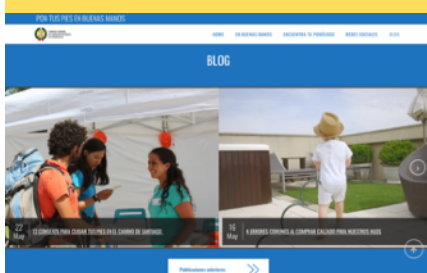 PON TUS PIES EN BUENAS MANOS
HOME EN BUENAS MANOS ENCUENTRA TU PODÓLOGO REDES SOCIALES BLOG
BLOG
22
May
12 CONSEJOS PARA CUIDAR TUS PIES EN EL CAMINO DE SANTIAGO.
16
May
4 ERRORES COMUNES AL COMPRAR CALZADO PARA NUESTROS HIJOS
Publicaciones anteriores